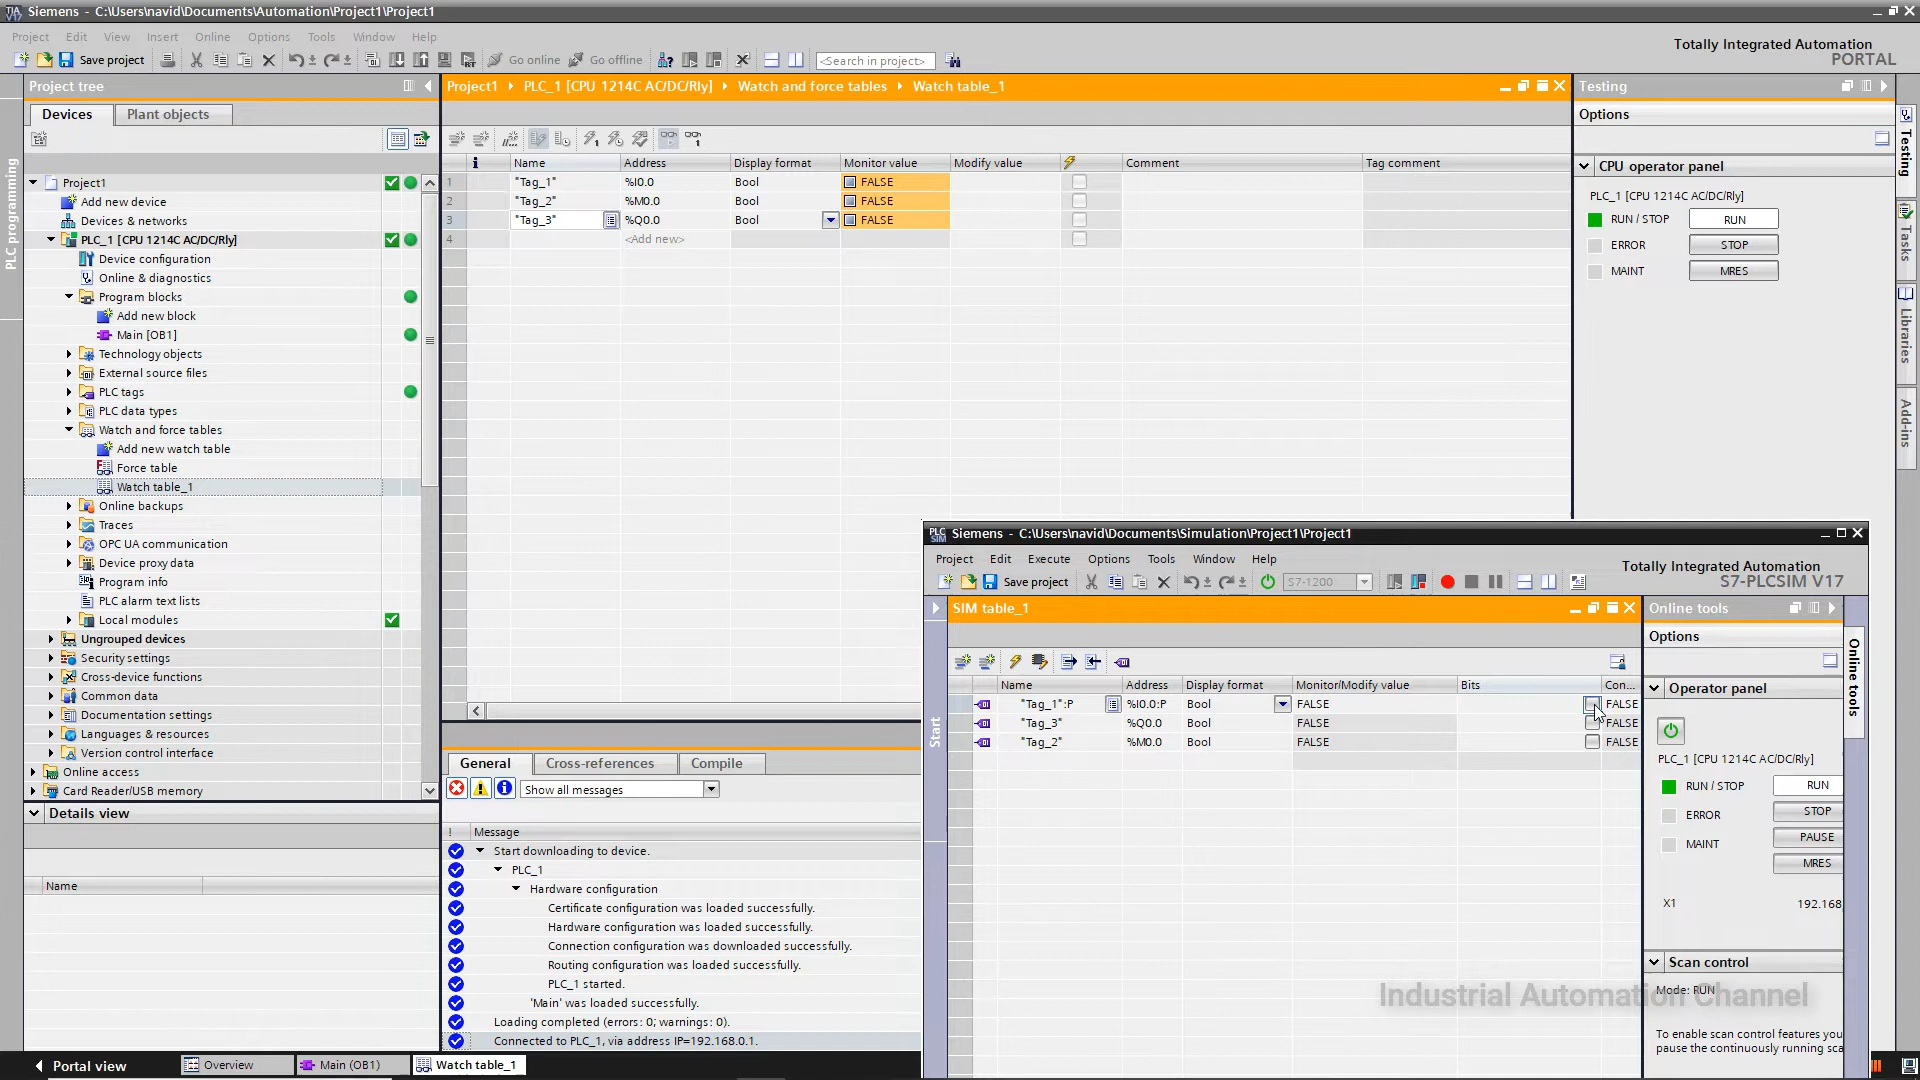 Siemens - C:\Users\navid\Documents\Automation\Project1\Project1
Project Edit View Insert Online Options Tools Window Help
Totally Integrated Automation
PORTAL
Save project
Go online
Go offline
<Search in project>
Project tree
Devices
Plant objects
PLC programming
Project1
Add new device
Devices & networks
PLC_1 [CPU 1214C AC/DC/Rly]
Device configuration
Online & diagnostics
Program blocks
Add new block
Main [OB1]
Technology objects
External source files
PLC tags
PLC data types
Watch and force tables
Add new watch table
Force table
Watch table_1
Online backups
Traces
OPC UA communication
Device proxy data
Program info
PLC alarm text lists
Local modules
Ungrouped devices
Security settings
Cross-device functions
Common data
Documentation settings
Languages & resources
Version control interface
Online access
Card Reader/USB memory
Details view
Name
Project1 PLC_1 [CPU 1214C AC/DC/Rly] Watch and force tables Watch table_1
i Name Address Display format Monitor value Modify value Comment Tag comment
1 "Tag_1" %I0.0 Bool FALSE
2 "Tag_2" %M0.0 Bool FALSE
3 "Tag_3" %Q0.0 Bool FALSE
4 <Add new>
General
Cross-references
Compile
Show all messages
! Message
Start downloading to device.
PLC_1
Hardware configuration
Certificate configuration was loaded successfully.
Hardware configuration was loaded successfully.
Connection configuration was downloaded successfully.
Routing configuration was loaded successfully.
PLC_1 started.
'Main' was loaded successfully.
Loading completed (errors: 0; warnings: 0).
Connected to PLC_1, via address IP=192.168.0.1.
Testing
Options
CPU operator panel
PLC_1 [CPU 1214C AC/DC/Rly]
RUN / STOP RUN
ERROR STOP
MAINT MRES
Testing
Tasks
Libraries
Add-ins
PLC SIM
Siemens - C:\Users\navid\Documents\Simulation\Project1\Project1
Project Edit Execute Options Tools Window Help
Totally Integrated Automation
S7-PLCSIM V17
Save project
S7-1200
Start
SIM table_1
Name Address Display format Monitor/Modify value Bits Con...
"Tag_1":P %I0.0:P Bool FALSE FALSE
"Tag_3" %Q0.0 Bool FALSE FALSE
"Tag_2" %M0.0 Bool FALSE FALSE
Online tools
Options
Online tools
Operator panel
PLC_1 [CPU 1214C AC/DC/Rly]
RUN / STOP RUN
ERROR STOP
PAUSE
MAINT
MRES
X1 192.168
Scan control
Mode: RUN
To enable scan control features you
pause the continuously running sca
Industrial Automation Channel
Portal view
Overview
Main (OB1)
Watch table_1